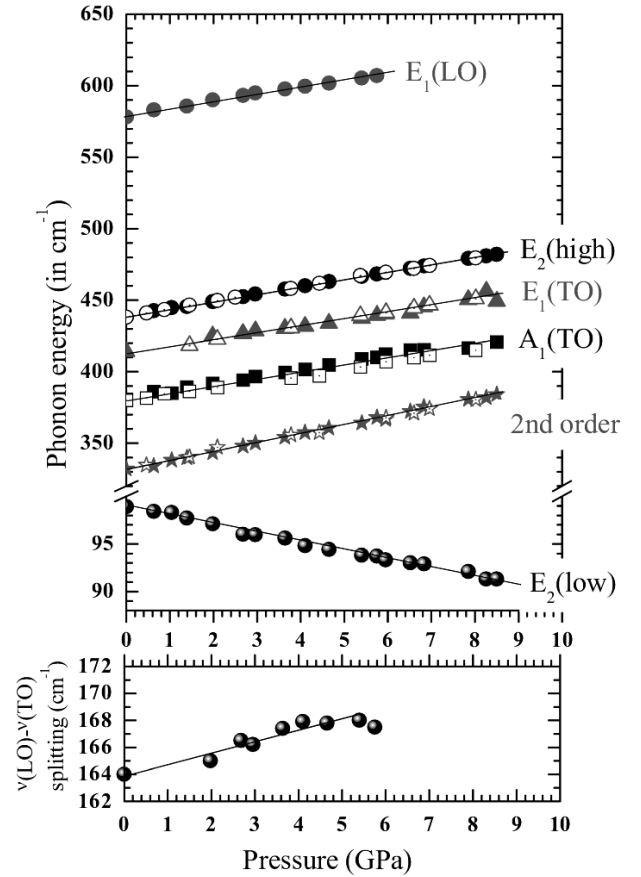 650
600
550
500
450
400
350
95
90
Phonon energy (in cm⁻¹)
E₁(LO)
E₂(high)
E₁(TO)
A₁(TO)
2nd order
E₂(low)
0 1 2 3 4 5 6 7 8 9 10
172
170
168
166
164
162
ν(LO)-ν(TO)
splitting (cm⁻¹)
0 1 2 3 4 5 6 7 8 9 10
Pressure (GPa)